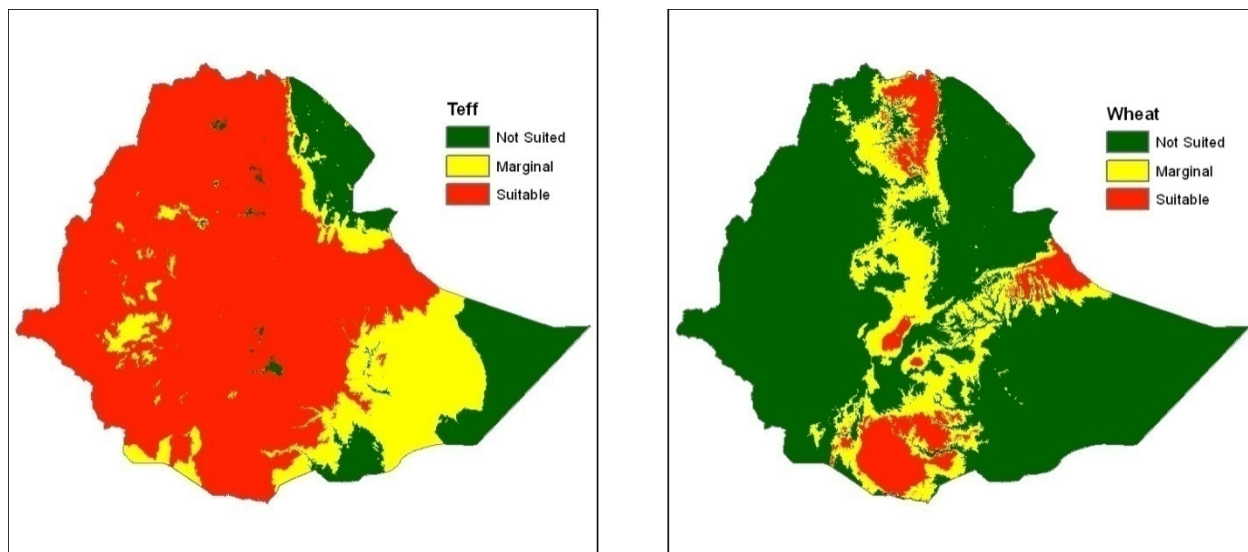 Teff
Not Suited
Marginal
Suitable
Wheat
Not Suited
Marginal
Suitable